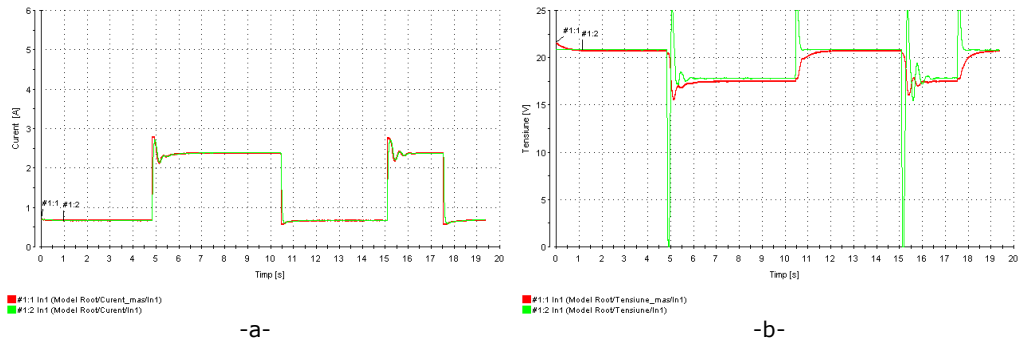 6
5
4
3
2
1
0
Curent [A]
#1:1
#1:2
0 1 2 3 4 5 6 7 8 9 10 11 12 13 14 15 16 17 18 19 20
Timp [s]
#1:1 In1 (Model Root/Curent_mas/In1)
#1:2 In1 (Model Root/Curent/In1)
-a-
25
20
15
10
5
0
Tensiune [V]
#1:1
#1:2
0 1 2 3 4 5 6 7 8 9 10 11 12 13 14 15 16 17 18 19 20
Timp [s]
#1:1 In1 (Model Root/Tensiune_mas/In1)
#1:2 In1 (Model Root/Tensiune/In1)
-b-